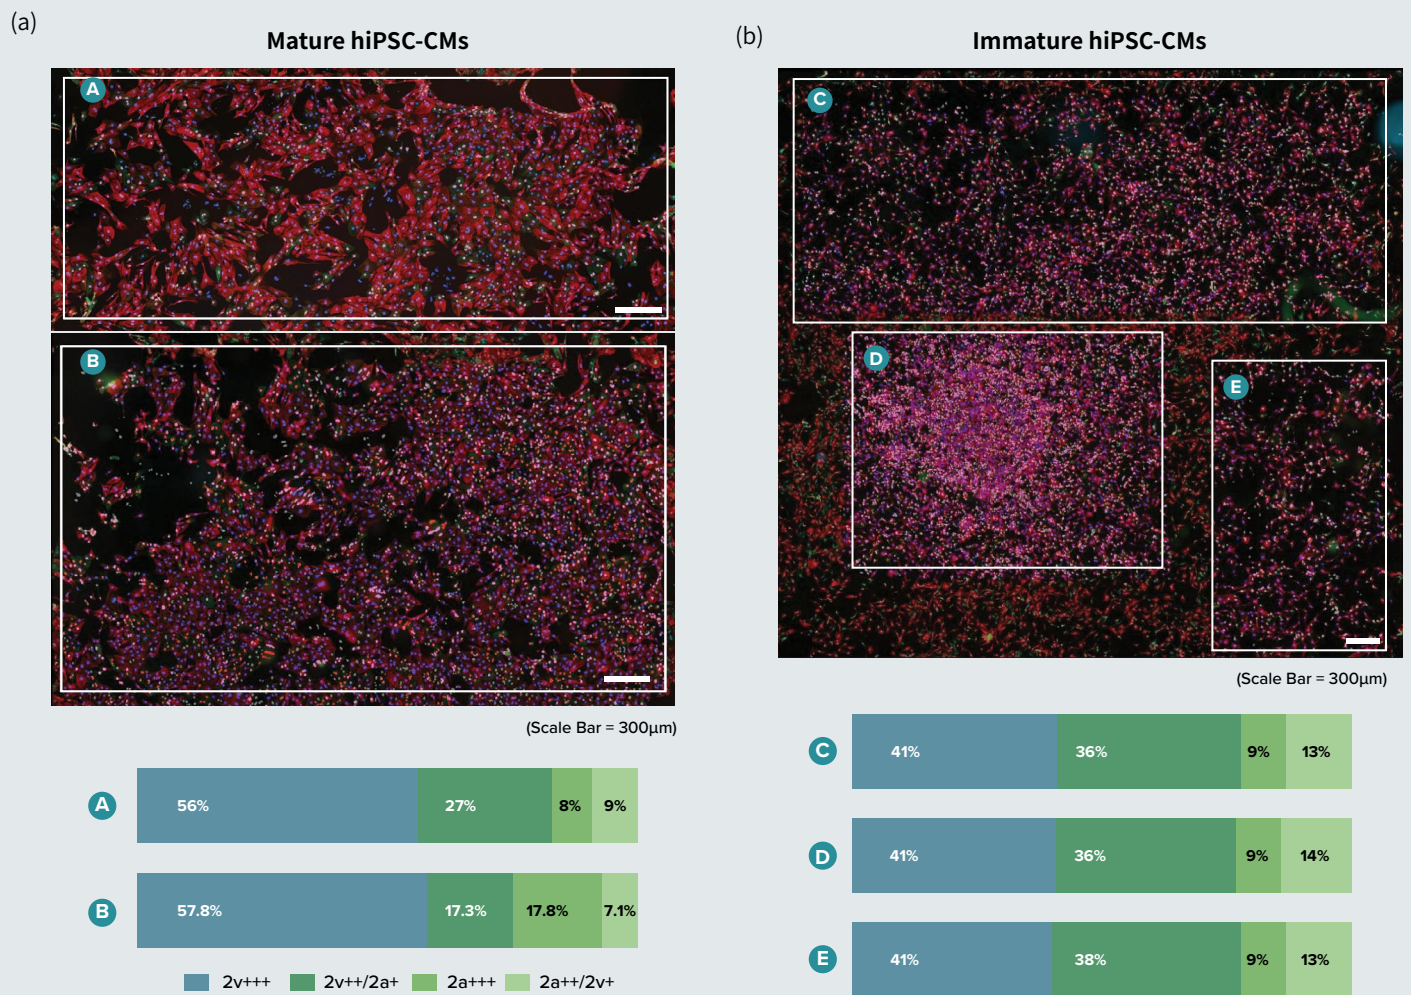 (a)
Mature hiPSC-CMs
A
B
(Scale Bar = 300µm)
A 56% 27% 8% 9%
B 57.8% 17.3% 17.8% 7.1%
2v+++ 2v++/2a+ 2a+++ 2a++/2v+
(b)
Immature hiPSC-CMs
C
D
E
(Scale Bar = 300µm)
C 41% 36% 9% 13%
D 41% 36% 9% 14%
E 41% 38% 9% 13%